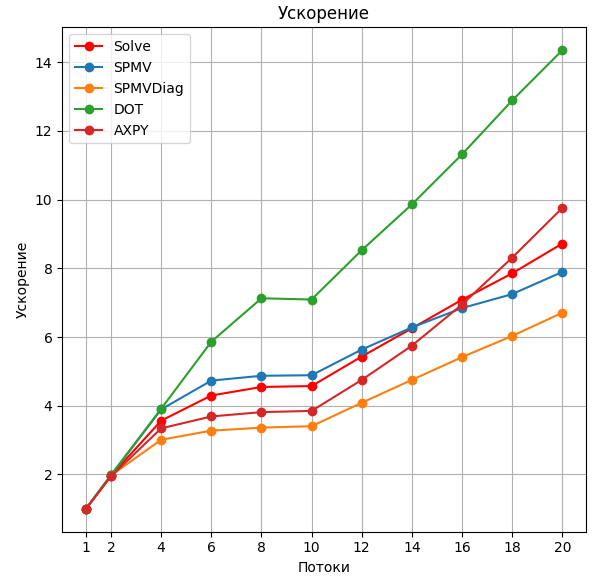 Ускорение
Solve
SPMV
SPMVDiag
DOT
AXPY
14
12
10
8
6
4
2
Ускорение
1 2 4 6 8 10 12 14 16 18 20
Потоки